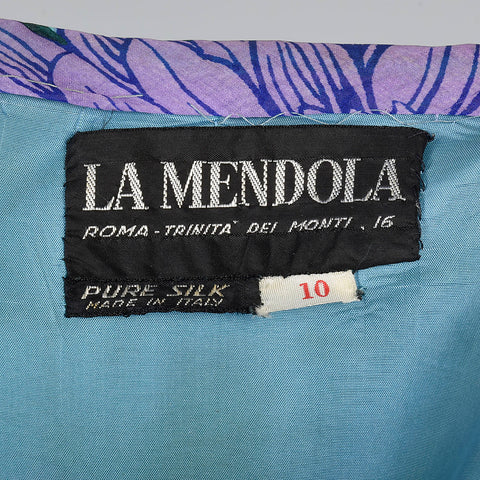 LA MENDOLA
ROMA - TRINITA' DEI MONTI . 16
PURE SILK
MADE IN ITALY
10